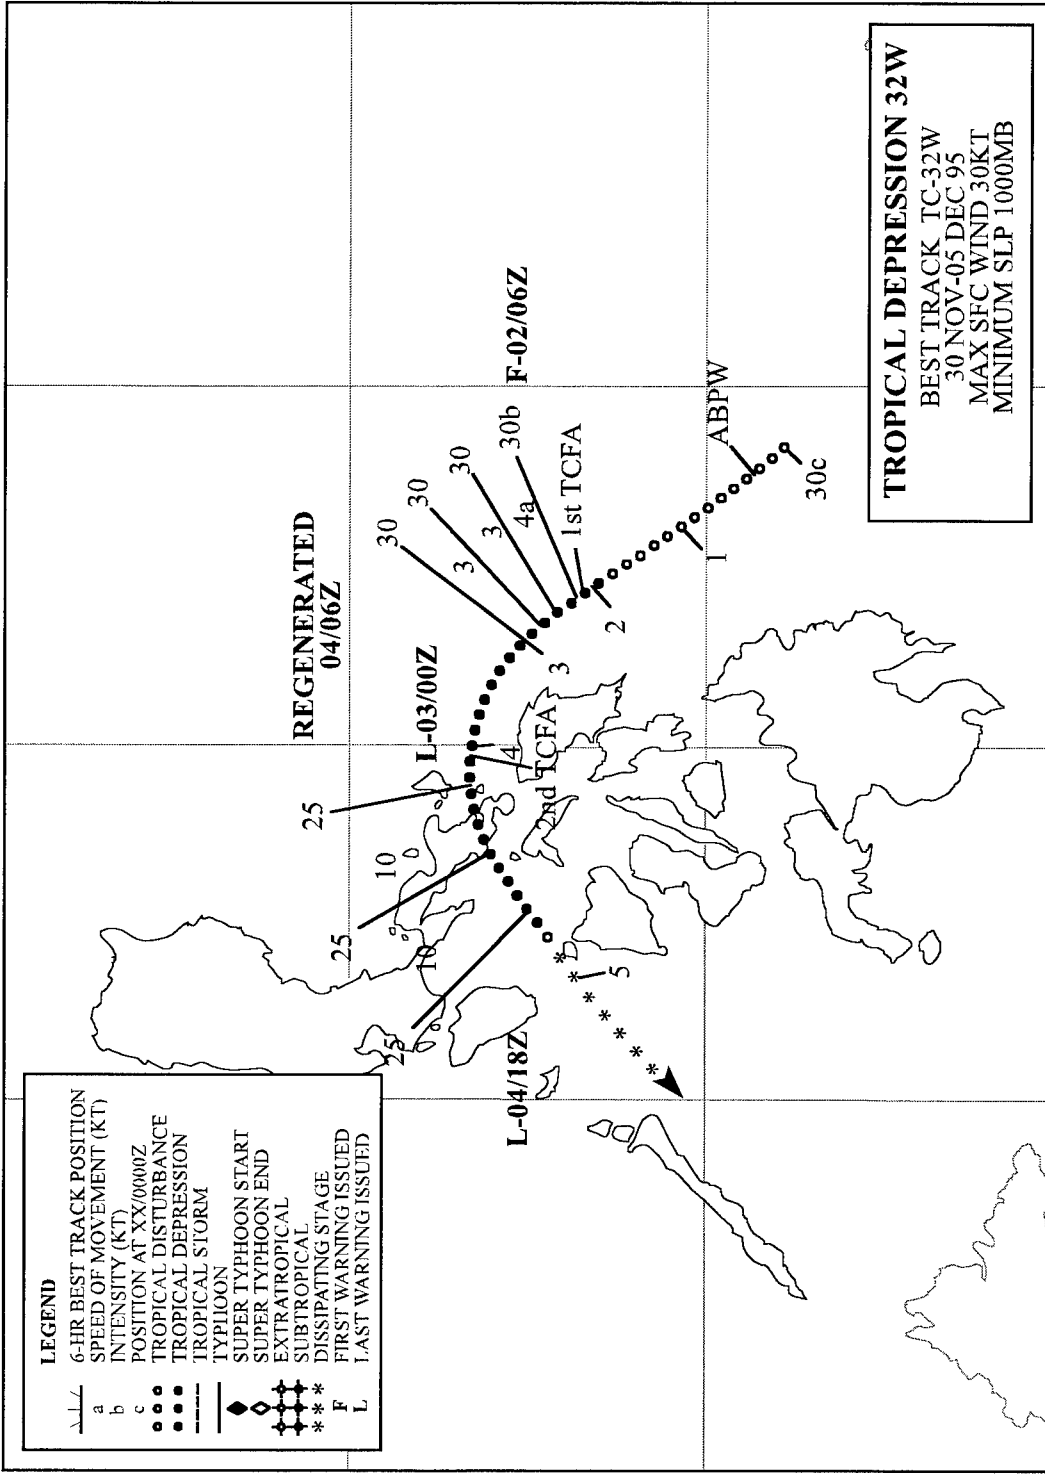 LEGEND
6-HR BEST TRACK POSITION
a SPEED OF MOVEMENT (KT)
b INTENSITY (KT)
c POSITION AT XX/0000Z
TROPICAL DISTURBANCE
TROPICAL DEPRESSION
TROPICAL STORM
TYPHOON
SUPER TYPHOON START
SUPER TYPHOON END
EXTRATROPICAL
SUBTROPICAL
*** DISSIPATING STAGE
F FIRST WARNING ISSUED
L LAST WARNING ISSUED
REGENERATED
04/06Z
L-03/00Z
F-02/06Z
L-04/18Z
25
25
25
10
10
30
30
30
30b
3
3
4a
1st TCFA
2nd TCFA
D
5
4
3
2
1
ABPW
30c
TROPICAL DEPRESSION 32W
BEST TRACK TC-32W
30 NOV-05 DEC 95
MAX SFC WIND 30KT
MINIMUM SLP 1000MB